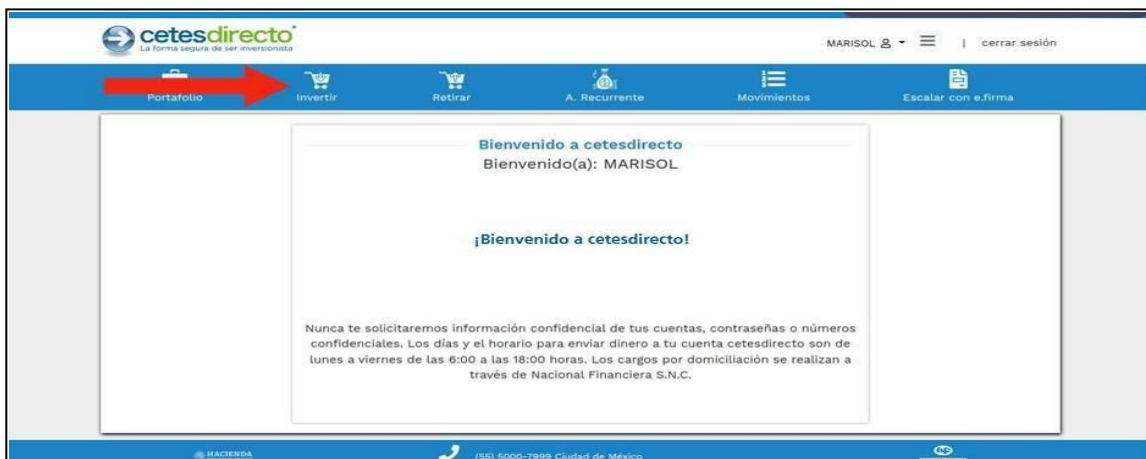 cetesdirecto
La forma segura de ser inversionista
MARISOL
| cerrar sesión
Portafolio
Invertir
Retirar
A. Recurrente
Movimientos
Escalar con e.firma
Bienvenido a cetesdirecto
Bienvenido(a): MARISOL
¡Bienvenido a cetesdirecto!
Nunca te solicitaremos información confidencial de tus cuentas, contraseñas o números
confidenciales. Los días y el horario para enviar dinero a tu cuenta cetesdirecto son de
lunes a viernes de las 6:00 a las 18:00 horas. Los cargos por domiciliación se realizan a
través de Nacional Financiera S.N.C.
HACIENDA
(55) 5000-7999 Ciudad de México